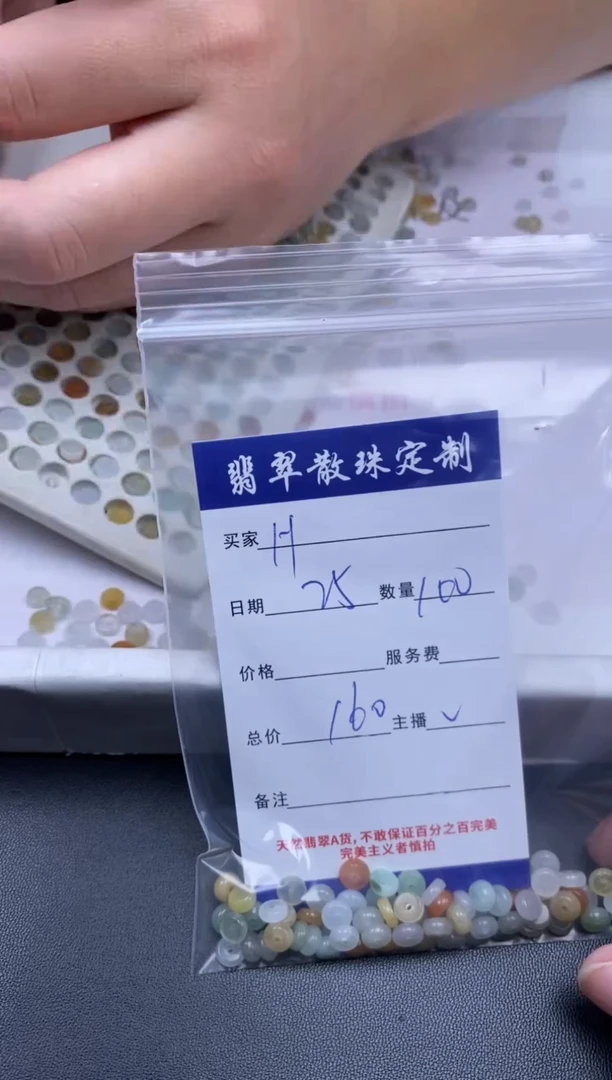 翡翠散珠定制
买家 H
日期 25 数量 100
价格 服务费
总价 160 主播 ✓
备注
天然翡翠A货,不敢保证百分之百完美
完美主义者慎拍